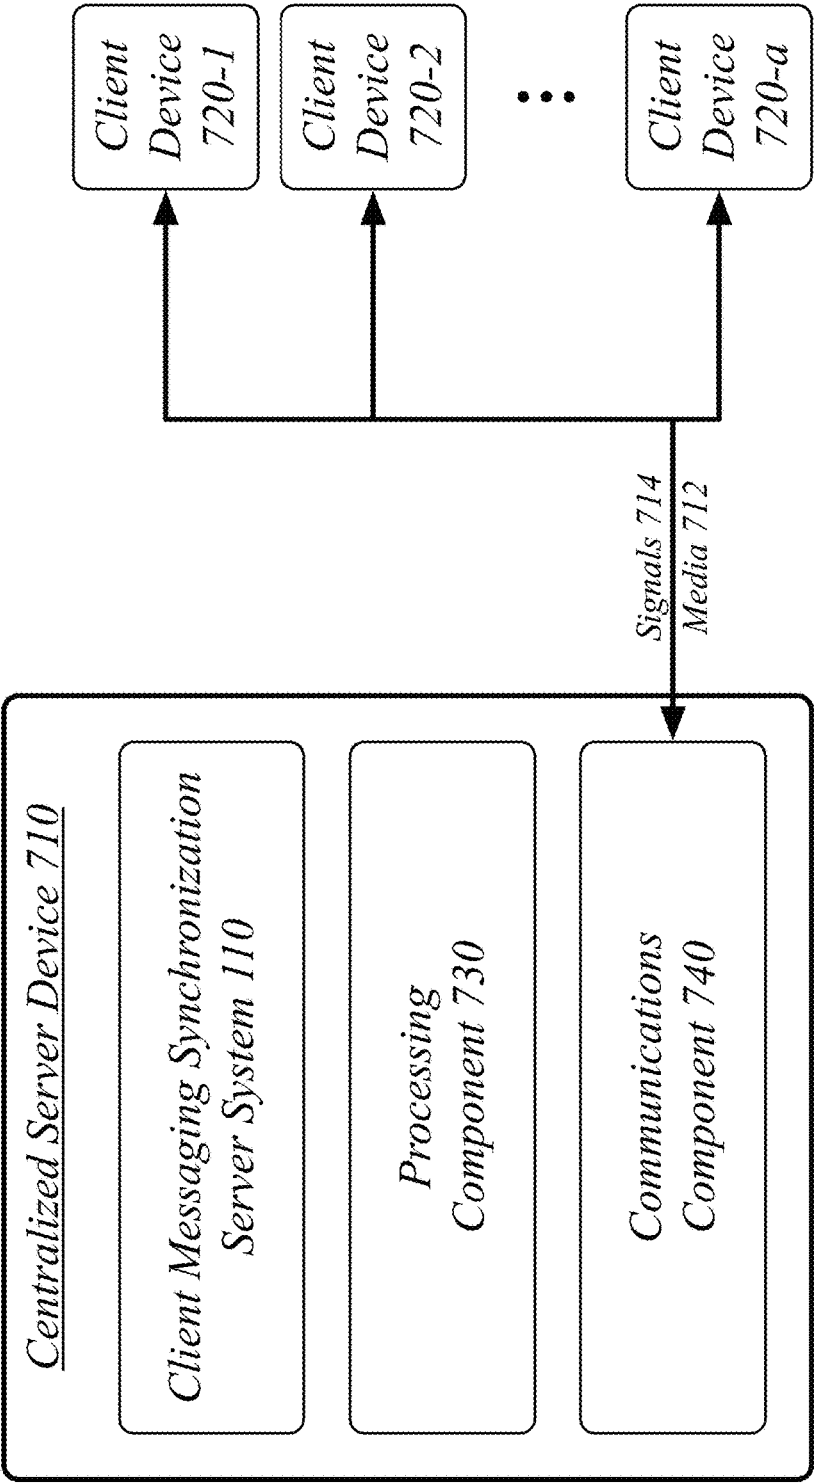 Centralized Server Device 710
Client Messaging Synchronization
Server System 110
Processing
Component 730
Communications
Component 740
Signals 714
Media 712
Client
Device
720-1
Client
Device
720-2
Client
Device
720-a